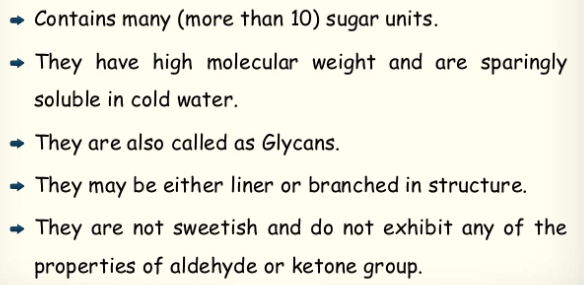 ➡ Contains many (more than 10) sugar units.
➡ They have high molecular weight and are sparingly
soluble in cold water.
➡ They are also called as Glycans.
➡ They may be either liner or branched in structure.
➡ They are not sweetish and do not exhibit any of the
properties of aldehyde or ketone group.